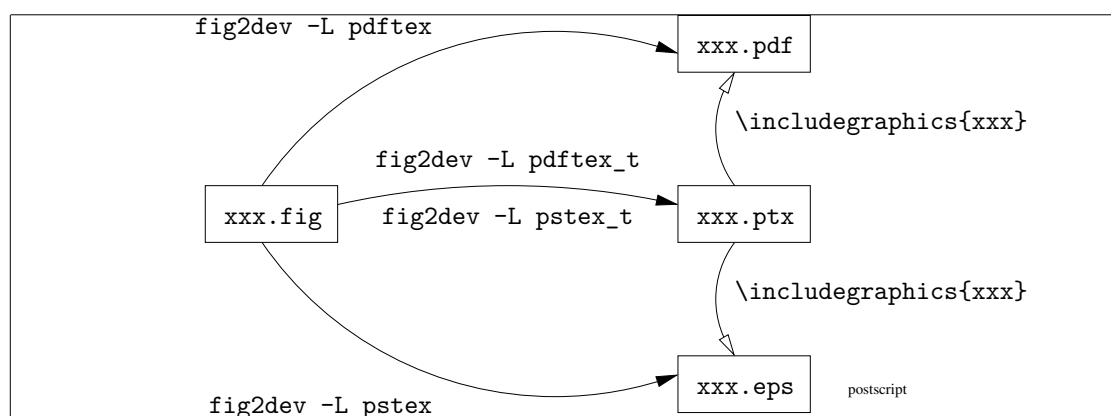 fig2dev -L pdftex
xxx.pdf
\includegraphics{xxx}
fig2dev -L pdftex_t
xxx.fig
fig2dev -L pstex_t
xxx.ptx
\includegraphics{xxx}
xxx.eps
postscript
fig2dev -L pstex